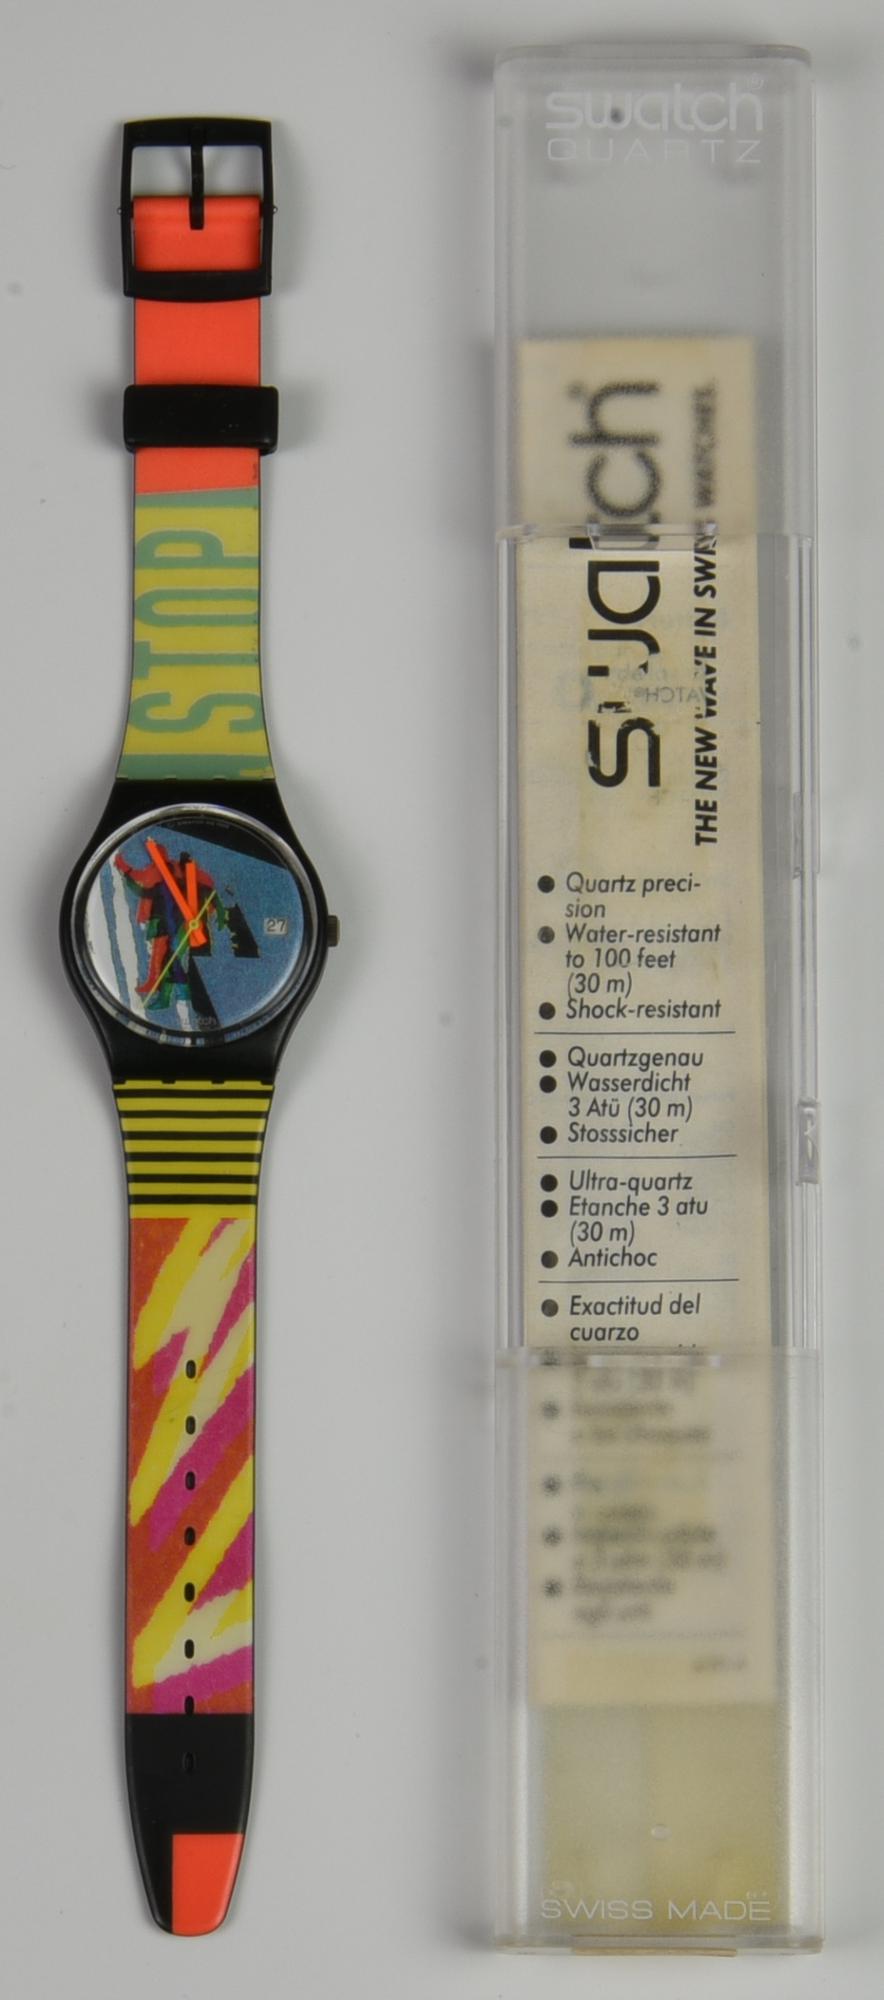 STOP!
27
swatch
swatch®
QUARTZ
swatch
THE NEW WAVE IN SWISS WATCHES.
● Quartz preci-
sion
● Water-resistant
to 100 feet
(30 m)
● Shock-resistant
● Quartzgenau
● Wasserdicht
3 Atü (30 m)
● Stosssicher
● Ultra-quartz
● Etanche 3 atu
(30 m)
● Antichoc
● Exactitud del
cuarzo
SWISS MADE